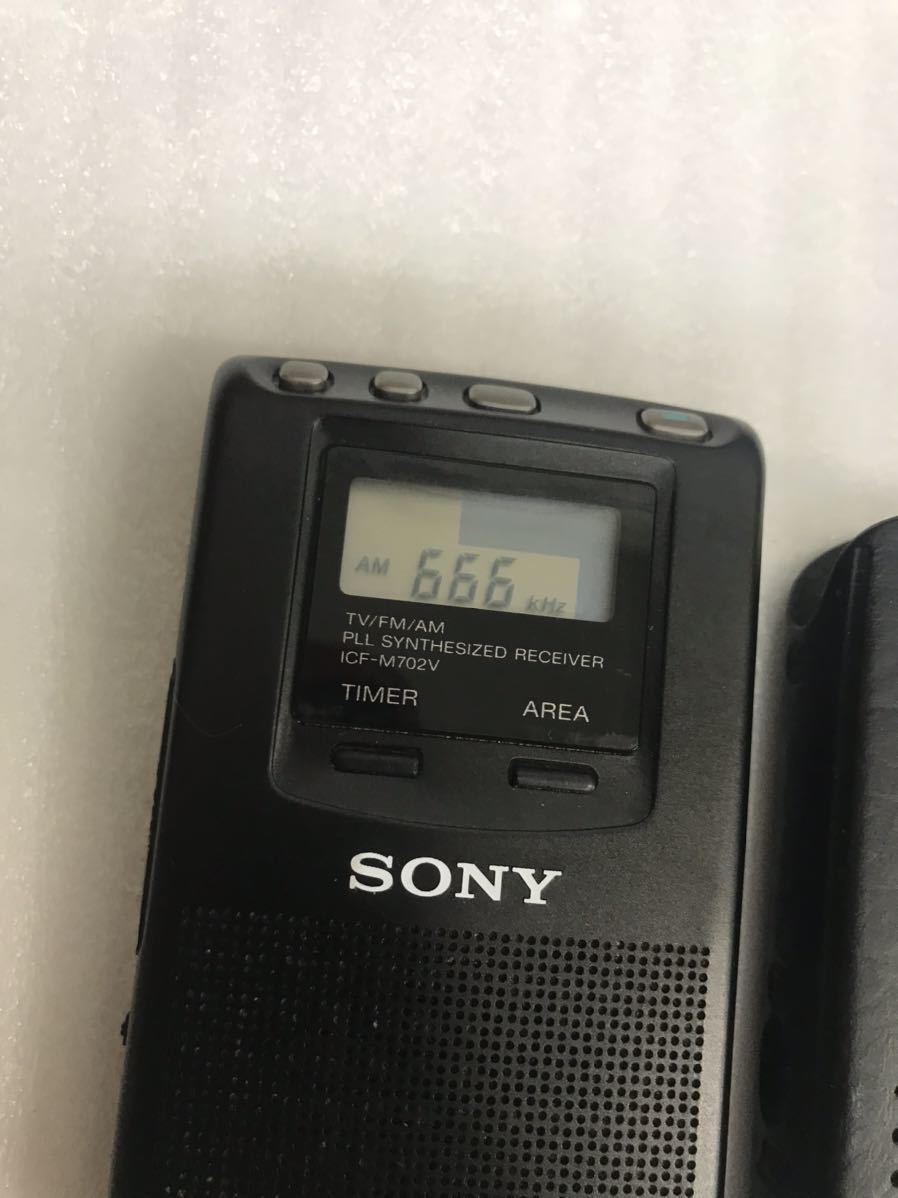 AM 666 kHz
TV/FM/AM
PLL SYNTHESIZED RECEIVER
ICF-M702V
TIMER AREA
SONY